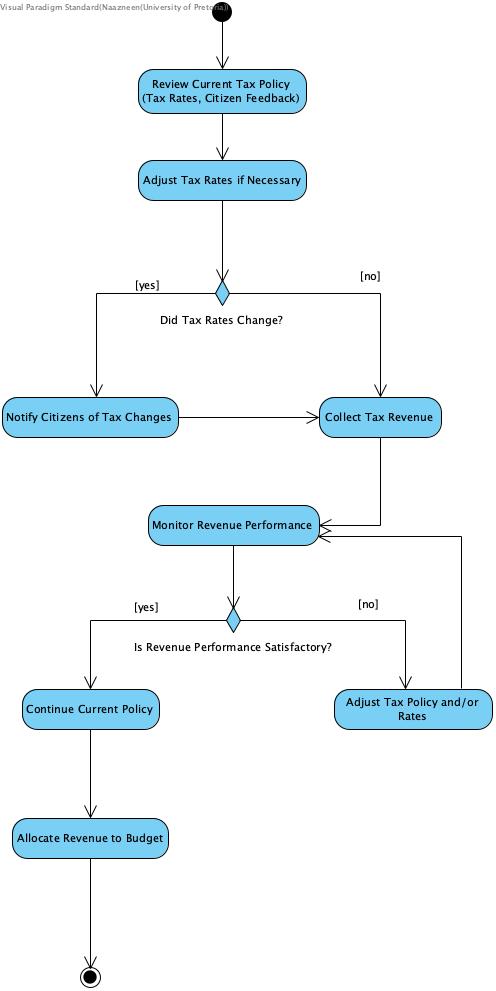 Visual Paradigm Standard(Naazneen(University of Pretoria))
Review Current Tax Policy
(Tax Rates, Citizen Feedback)
Adjust Tax Rates if Necessary
[yes]
[no]
Did Tax Rates Change?
Notify Citizens of Tax Changes
Collect Tax Revenue
Monitor Revenue Performance
[yes]
[no]
Is Revenue Performance Satisfactory?
Continue Current Policy
Adjust Tax Policy and/or
Rates
Allocate Revenue to Budget